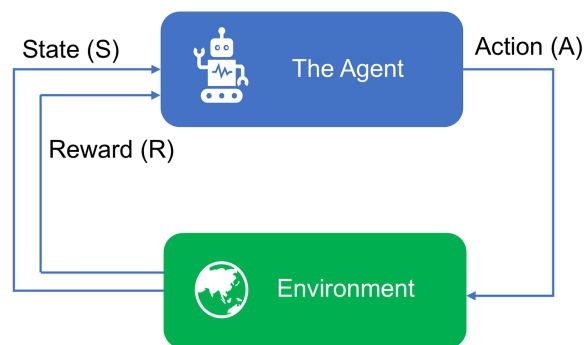 State (S)
Action (A)
The Agent
Reward (R)
Environment